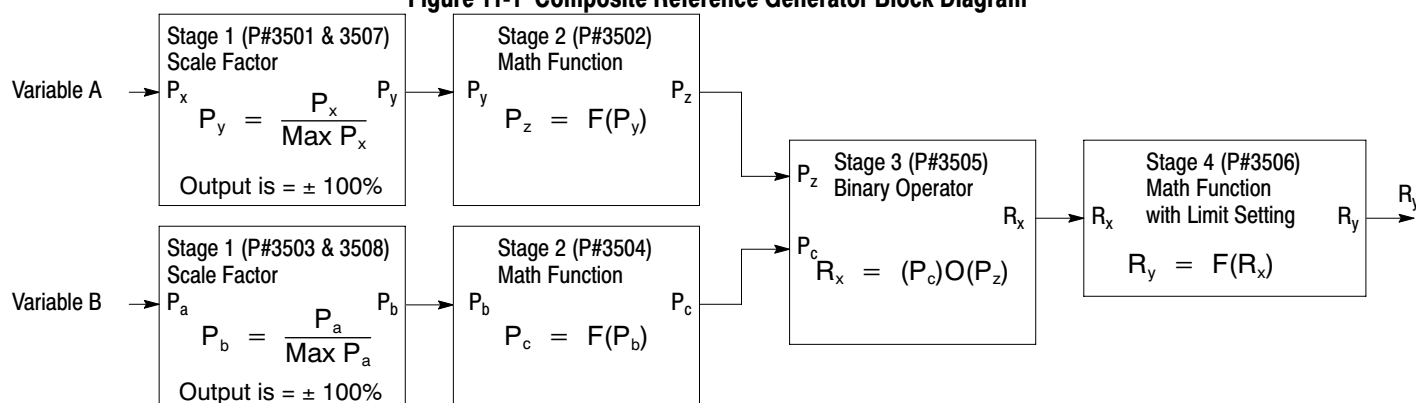 Figure 11-1 Composite Reference Generator Block Diagram
Variable A
Stage 1 (P#3501 & 3507)
Scale Factor
Px
Py
Py = Px / Max Px
Output is = ± 100%
Stage 2 (P#3502)
Math Function
Py
Pz
Pz = F(Py)
Variable B
Stage 1 (P#3503 & 3508)
Scale Factor
Pa
Pb
Pb = Pa / Max Pa
Output is = ± 100%
Stage 2 (P#3504)
Math Function
Pb
Pc
Pc = F(Pb)
Stage 3 (P#3505)
Binary Operator
Pz
Rx
Pc
Rx = (Pc)O(Pz)
Stage 4 (P#3506)
Math Function
with Limit Setting
Rx
Ry
Ry = F(Rx)
Ry